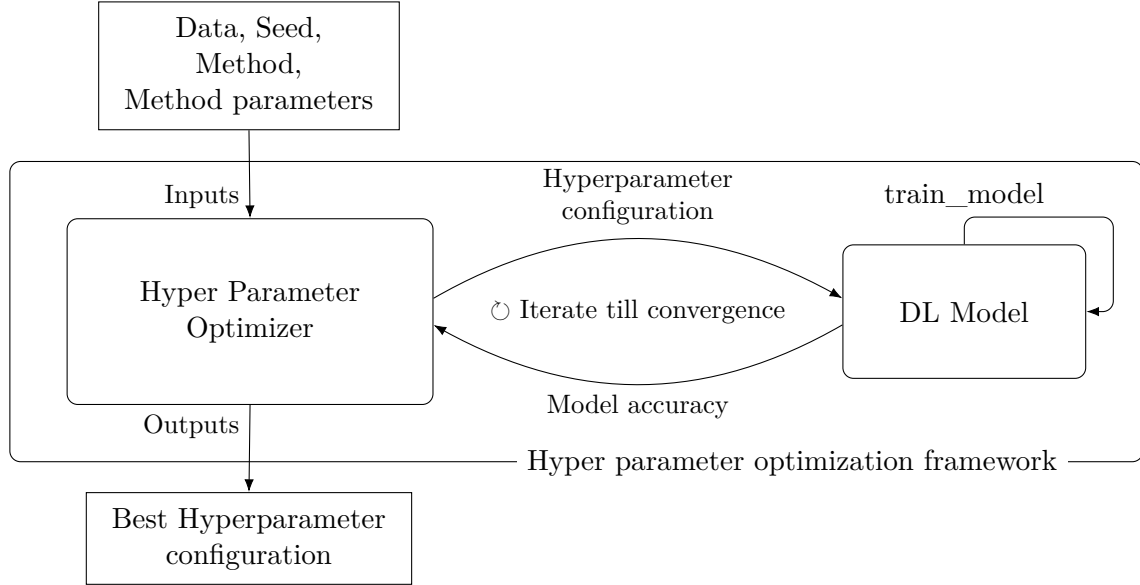 Data, Seed,
Method,
Method parameters
Inputs
Hyperparameter
configuration
train_model
Hyper Parameter
Optimizer
↻ Iterate till convergence
DL Model
Model accuracy
Outputs
Hyper parameter optimization framework
Best Hyperparameter
configuration